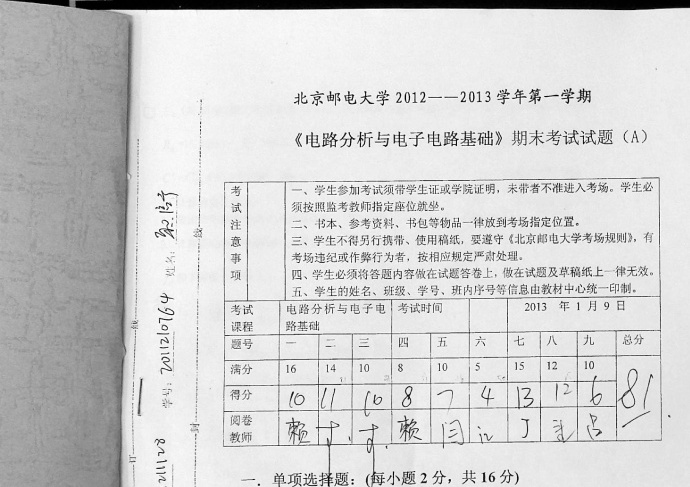 北京邮电大学 2012——2013 学年第一学期
《电路分析与电子电路基础》期末考试试题（A）
考试注意事项
一、学生参加考试须带学生证或学院证明，未带者不准进入考场。学生必
须按照监考教师指定座位就坐。
二、书本、参考资料、书包等物品一律放到考场指定位置。
三、学生不得另行携带、使用稿纸，要遵守《北京邮电大学考场规则》，有
考场违纪或作弊行为者，按相应规定严肃处理。
四、学生必须将答题内容做在试题答卷上，做在试题及草稿纸上一律无效。
五、学生的姓名、班级、学号、班内序号等信息由教材中心统一印制。
考试课程 电路分析与电子电路基础 考试时间 2013 年 1 月 9 日
题号 一 二 三 四 五 六 七 八 九 总分
满分 16 14 10 8 10 5 15 12 10
得分 10 11 10 8 7 4 13 12 6 81
阅卷教师 赖 赖 闫 丁 吕
一．单项选择题：(每小题 2 分，共 16 分)
姓名：
学号：2011210764
线
封
订